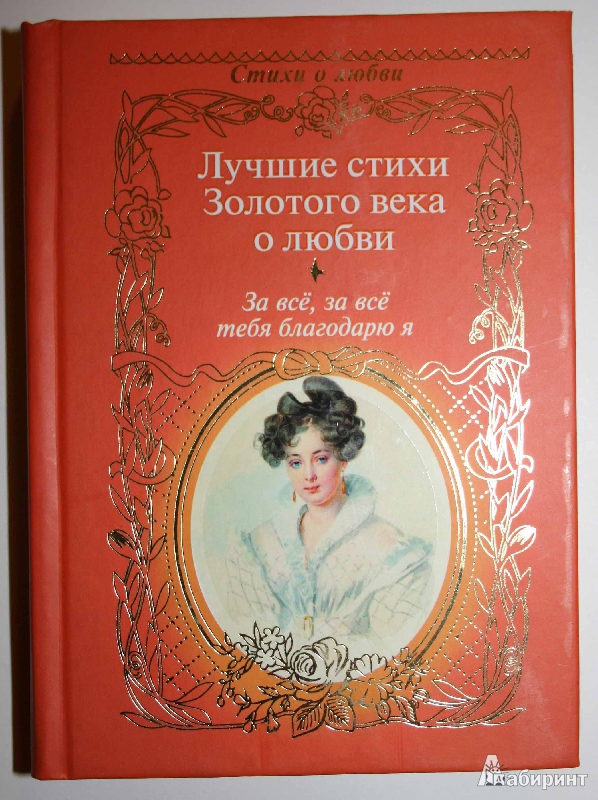 Стихи о любви
Лучшие стихи
Золотого века
о любви
За всё, за всё
тебя благодарю я
Лабиринт